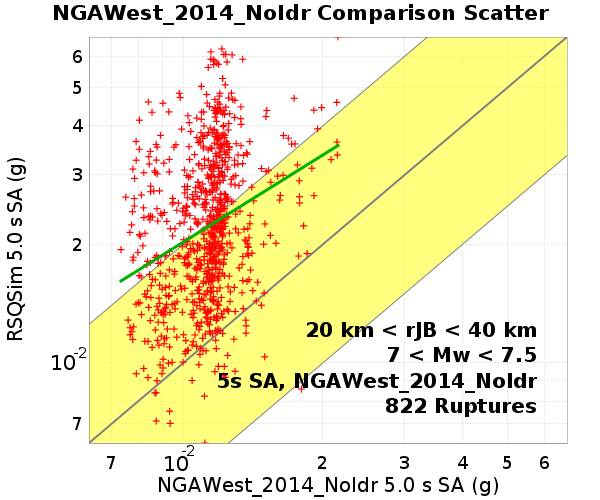 NGAWest_2014_NoIdr Comparison Scatter
RSQSim 5.0 s SA (g)
6
5
4
3
2
10-2
7
20 km < rJB < 40 km
7 < Mw < 7.5
5s SA, NGAWest_2014_NoIdr
822 Ruptures
7 10-2 2 3 4 5 6
NGAWest_2014_NoIdr 5.0 s SA (g)